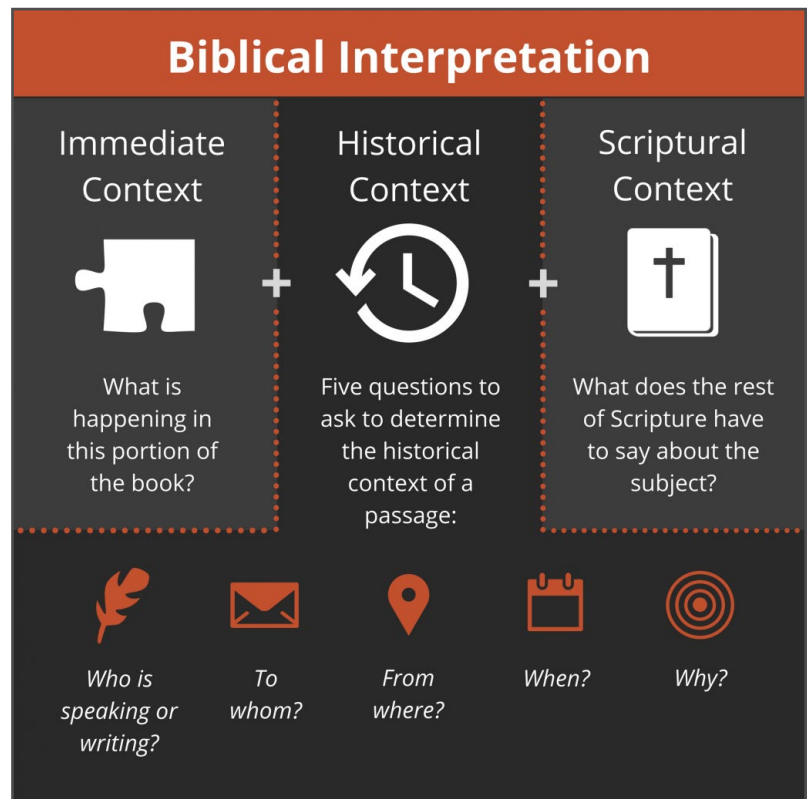 Biblical Interpretation
Immediate
Context
What is
happening in
this portion of
the book?
Historical
Context
Five questions to
ask to determine
the historical
context of a
passage:
Scriptural
Context
What does the rest
of Scripture have
to say about the
subject?
Who is
speaking or
writing?
To
whom?
From
where?
When?
Why?